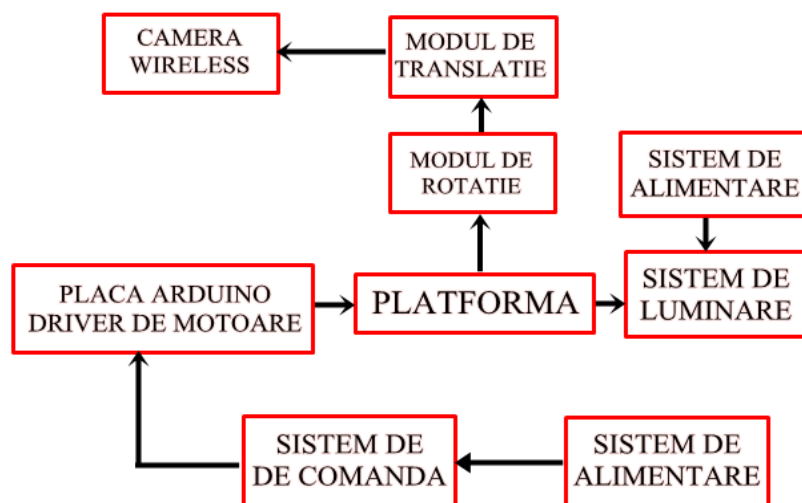 CAMERA
WIRELESS
MODUL DE
TRANSLATIE
MODUL DE
ROTATIE
SISTEM DE
ALIMENTARE
PLACA ARDUINO
DRIVER DE MOTOARE
PLATFORMA
SISTEM DE
LUMINARE
SISTEM DE
DE COMANDA
SISTEM DE
ALIMENTARE